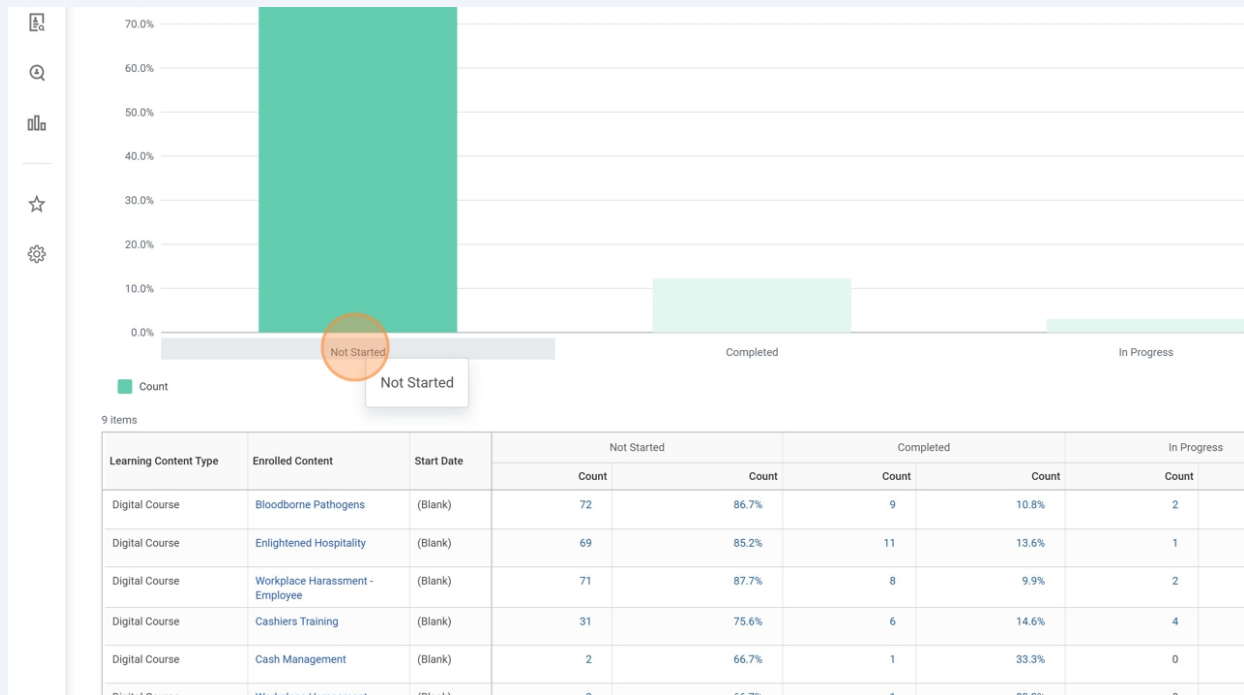 70.0%
60.0%
50.0%
40.0%
30.0%
20.0%
10.0%
0.0%
Not Started Completed In Progress
Not Started
Count
9 items
Learning Content Type Enrolled Content Start Date Not Started Completed In Progress
Count Count Count Count Count
Digital Course Bloodborne Pathogens (Blank) 72 86.7% 9 10.8% 2
Digital Course Enlightened Hospitality (Blank) 69 85.2% 11 13.6% 1
Digital Course Workplace Harassment - (Blank) 71 87.7% 8 9.9% 2
Employee
Digital Course Cashiers Training (Blank) 31 75.6% 6 14.6% 4
Digital Course Cash Management (Blank) 2 66.7% 1 33.3% 0